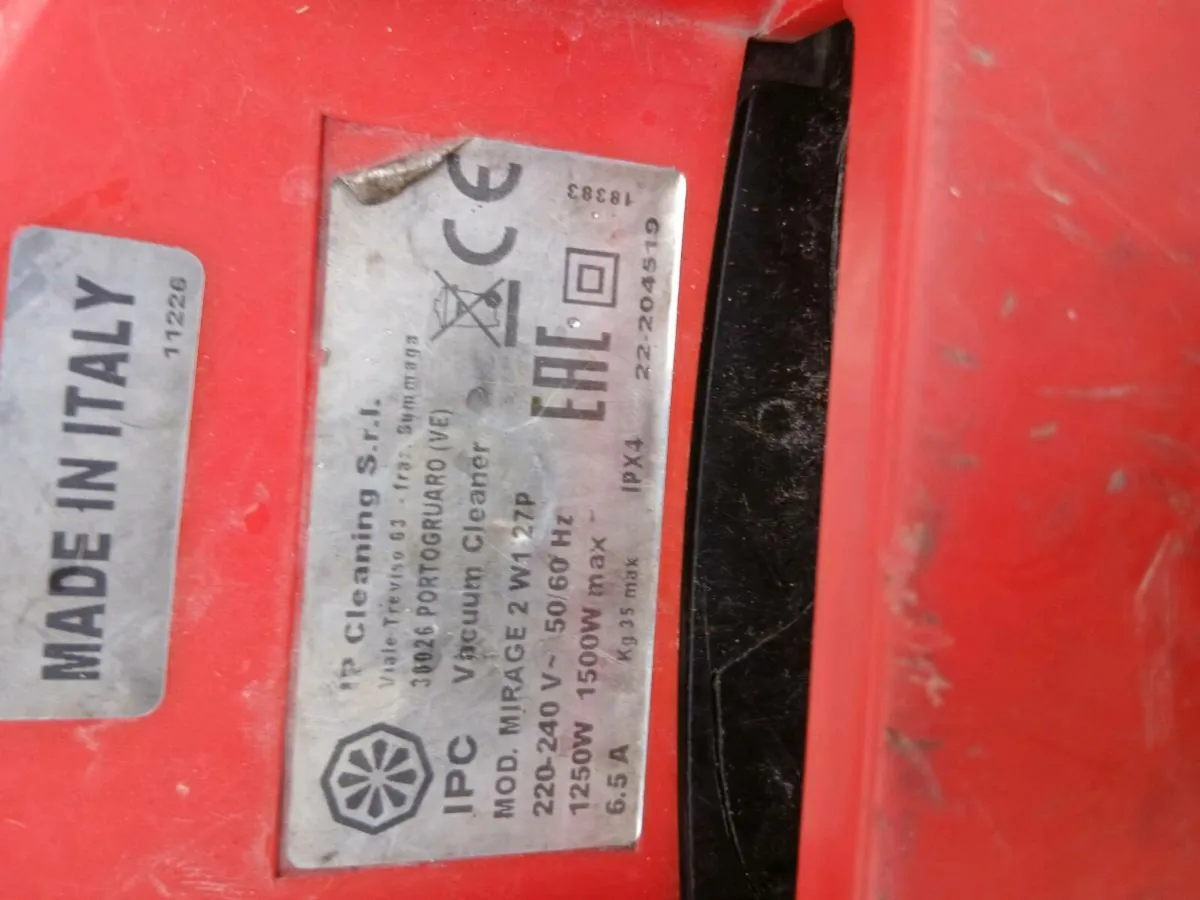 MADE IN ITALY
11226
IP Cleaning S.r.l.
Viale Treviso 63 - fraz. Summaga
30026 PORTOGRUARO (VE)
IPC Vacuum Cleaner
MOD. MIRAGE 2 W1 27P
220-240 V ~ 50/60 Hz
1250W 1500W max
6.5 A Kg 35 max IPX4 22-204519
CE
EAC
18383